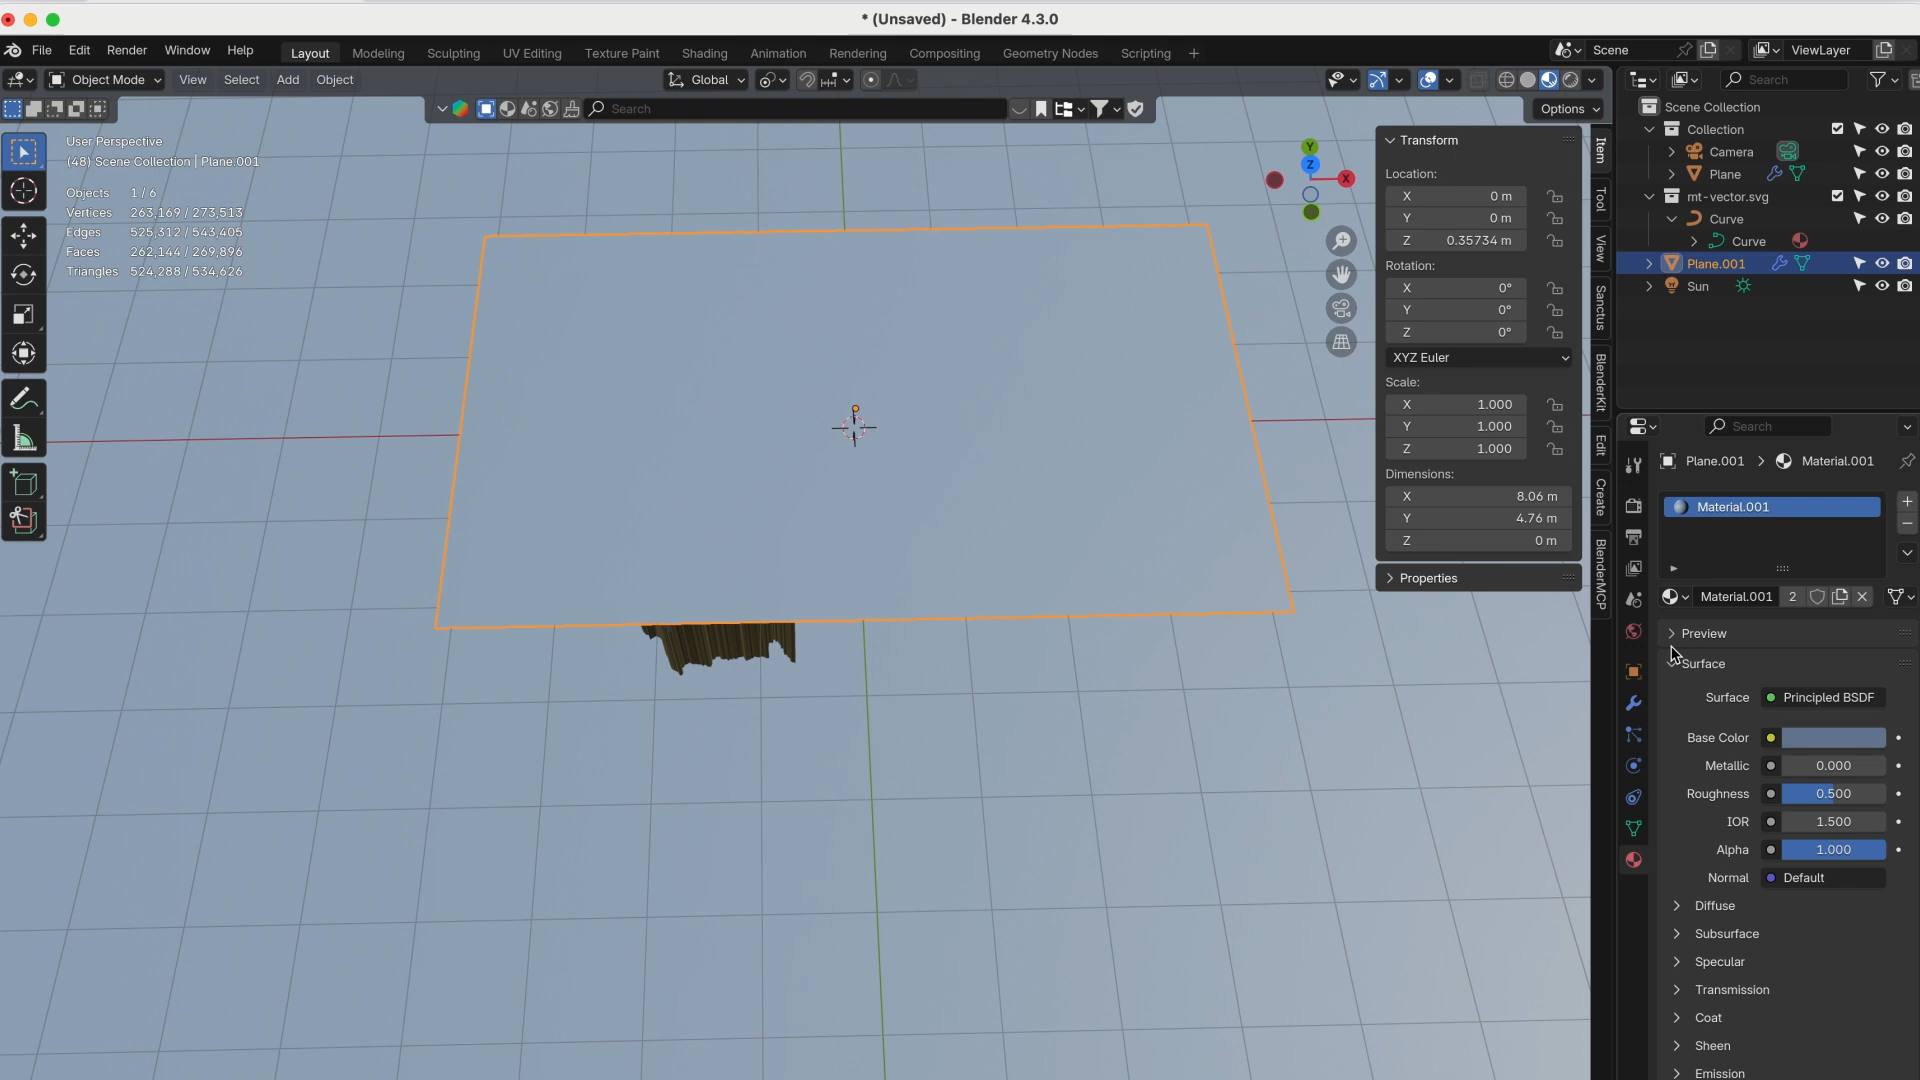 * (Unsaved) - Blender 4.3.0
File Edit Render Window Help
Layout Modeling Sculpting UV Editing Texture Paint Shading Animation Rendering Compositing Geometry Nodes Scripting
Scene
ViewLayer
Object Mode View Select Add Object
Global
Search
Search
Options
User Perspective
(48) Scene Collection | Plane.001
Objects 1 / 6
Vertices 263,169 / 273,513
Edges 525,312 / 543,405
Faces 262,144 / 269,896
Triangles 524,288 / 534,626
Y
Z
X
Transform
Location:
X 0 m
Y 0 m
Z 0.35734 m
Rotation:
X 0°
Y 0°
Z 0°
XYZ Euler
Scale:
X 1.000
Y 1.000
Z 1.000
Dimensions:
X 8.06 m
Y 4.76 m
Z 0 m
Properties
Item
Tool
View
Sanctus
BlenderKit
Edit
Create
BlenderMCP
Scene Collection
Collection
Camera
Plane
mt-vector.svg
Curve
Curve
Plane.001
Sun
Search
Plane.001 Material.001
Material.001
Material.001 2
Preview
Surface
Surface Principled BSDF
Base Color
Metallic 0.000
Roughness 0.500
IOR 1.500
Alpha 1.000
Normal Default
Diffuse
Subsurface
Specular
Transmission
Coat
Sheen
Emission